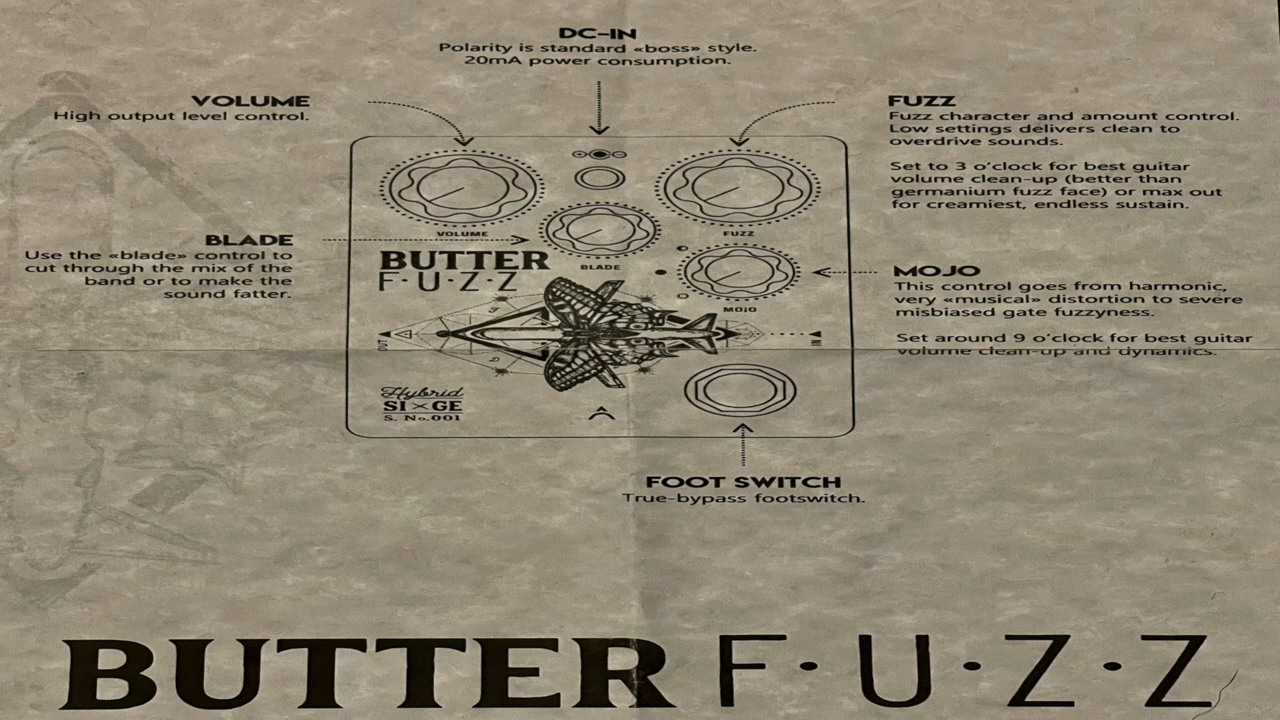 DC-IN
Polarity is standard «boss» style.
20mA power consumption.
VOLUME
High output level control.
FUZZ
Fuzz character and amount control.
Low settings delivers clean to
overdrive sounds.
Set to 3 o'clock for best guitar
volume clean-up (better than
germanium fuzz face) or max out
for creamiest, endless sustain.
BLADE
Use the «blade» control to
cut through the mix of the
band or to make the
sound fatter.
MOJO
This control goes from harmonic,
very «musical» distortion to severe
misbiased gate fuzzyness.
Set around 9 o'clock for best guitar
volume clean-up and dynamics.
VOLUME
FUZZ
BLADE
MOJO
BUTTER
F·U·Z·Z
OUT
IN
Hybrid
SI×GE
S. No.001
FOOT SWITCH
True-bypass footswitch.
BUTTER F·U·Z·Z